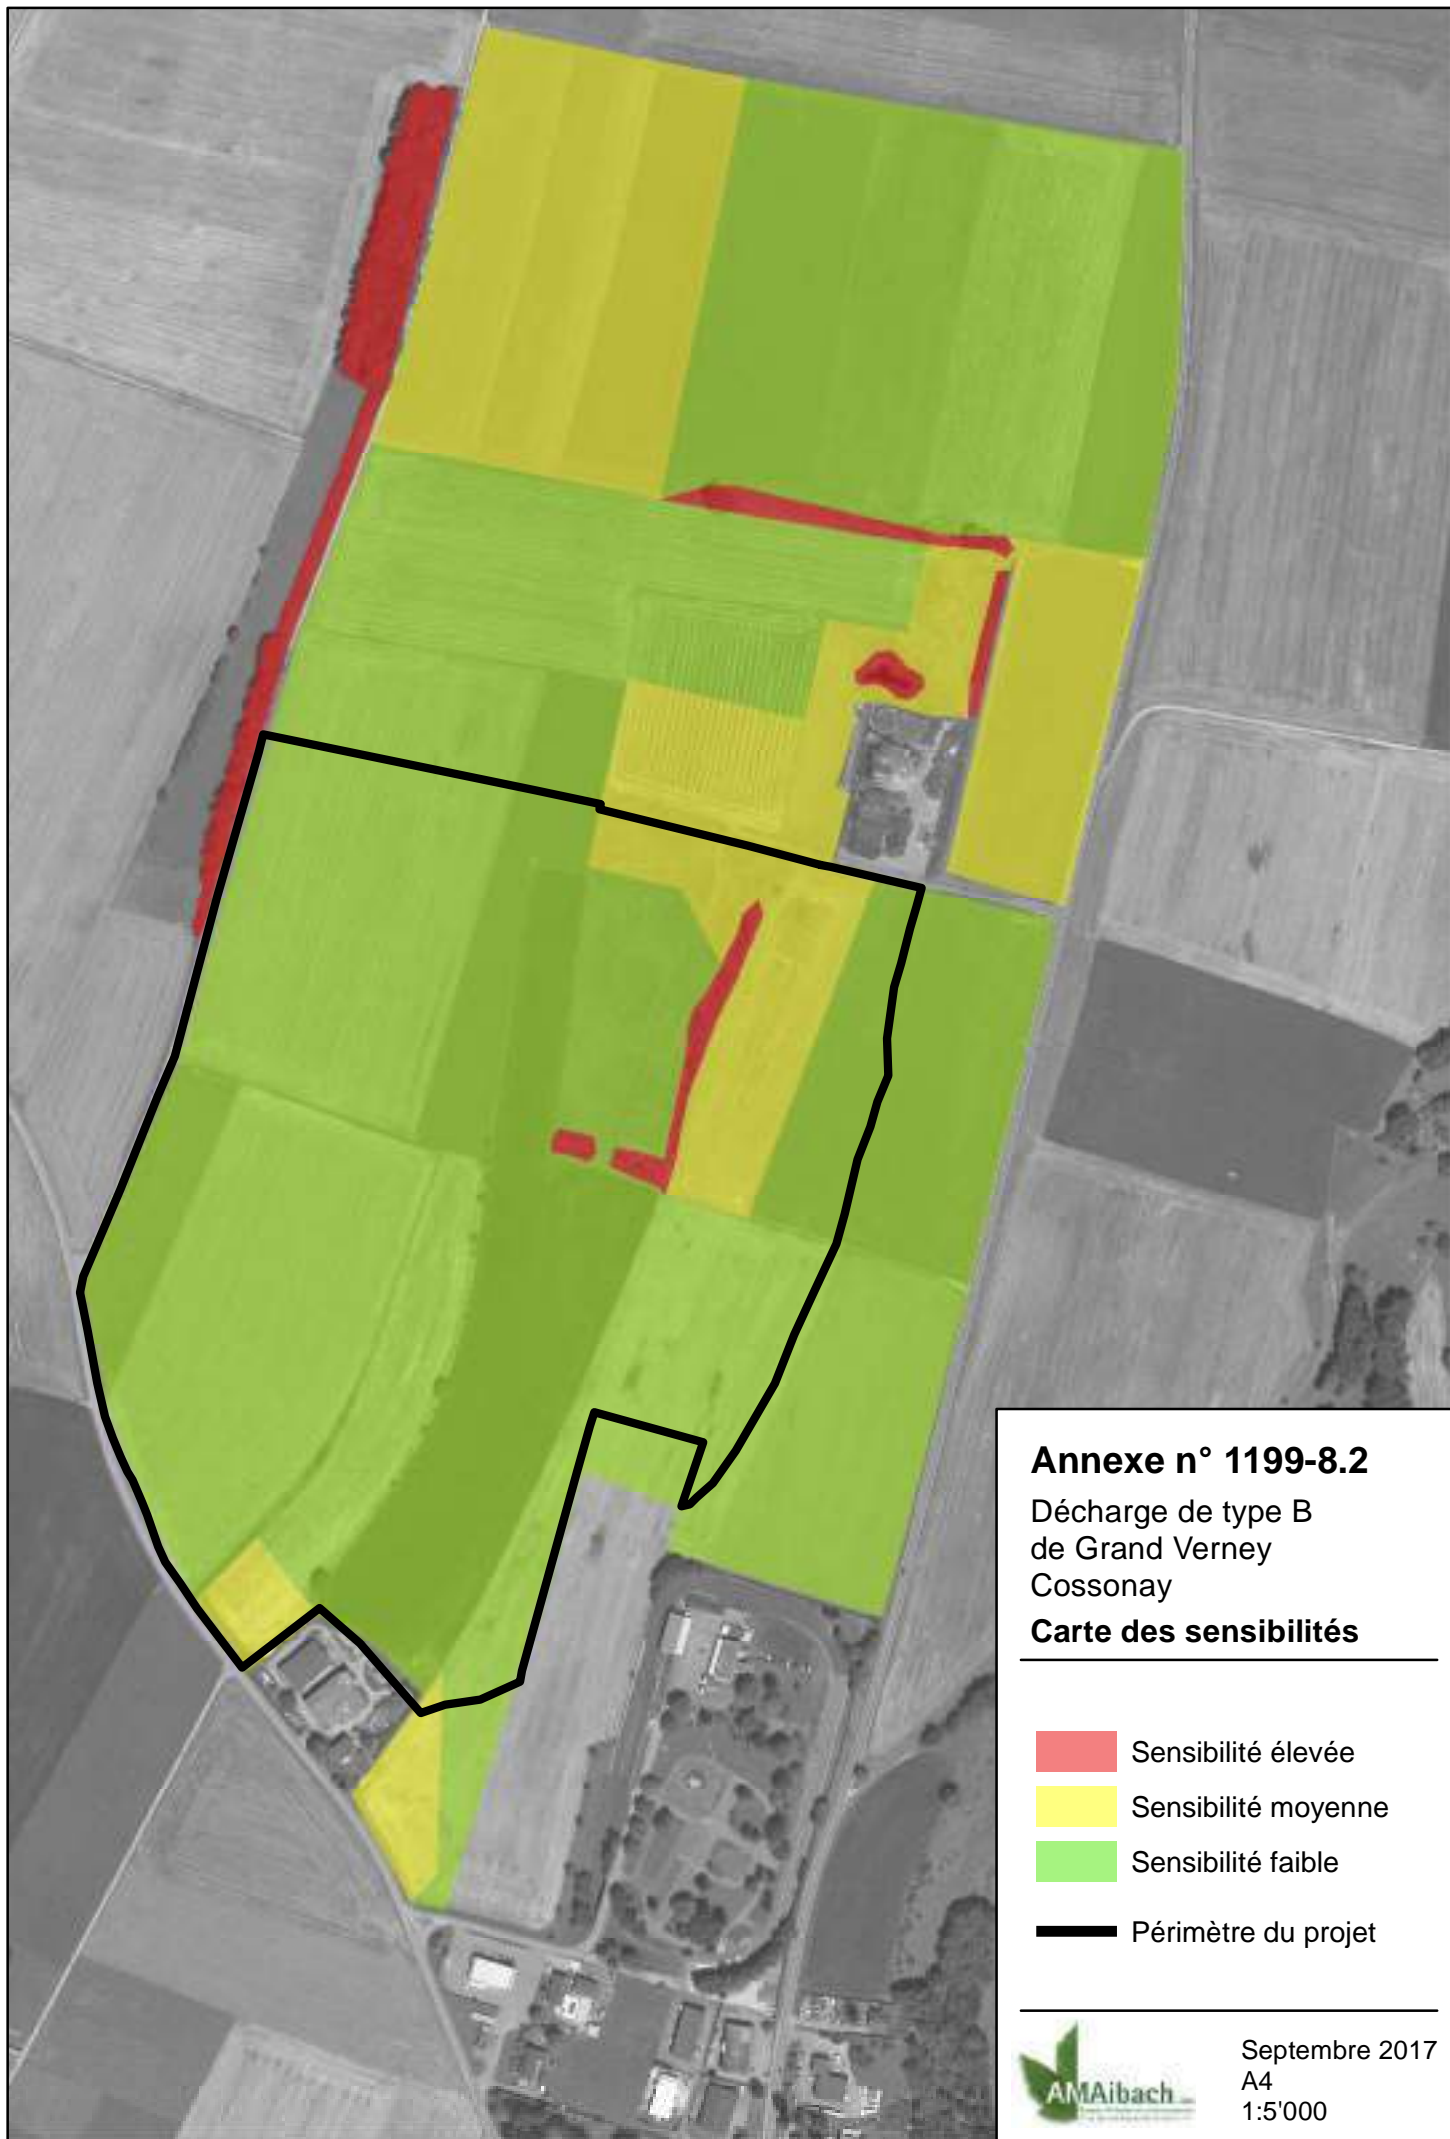 Annexe n° 1199-8.2
Décharge de type B
de Grand Verney
Cossonay
Carte des sensibilités
Sensibilité élevée
Sensibilité moyenne
Sensibilité faible
Périmètre du projet
AMAibach
Septembre 2017
A4
1:5'000